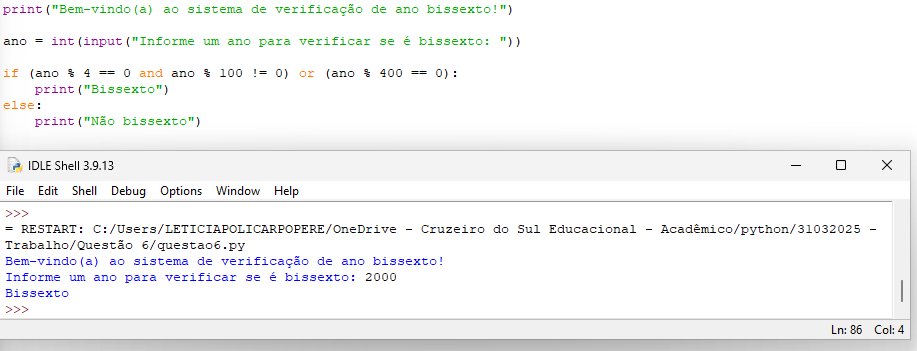 print("Bem-vindo(a) ao sistema de verificação de ano bissexto!")
ano = int(input("Informe um ano para verificar se é bissexto: "))
if (ano % 4 == 0 and ano % 100 != 0) or (ano % 400 == 0):
    print("Bissexto")
else:
    print("Não bissexto")
IDLE Shell 3.9.13
File Edit Shell Debug Options Window Help
>>>
= RESTART: C:/Users/LETICIAPOLICARPOPERE/OneDrive - Cruzeiro do Sul Educacional - Acadêmico/python/31032025 -
Trabalho/Questão 6/questao6.py
Bem-vindo(a) ao sistema de verificação de ano bissexto!
Informe um ano para verificar se é bissexto: 2000
Bissexto
>>>
Ln: 86 Col: 4